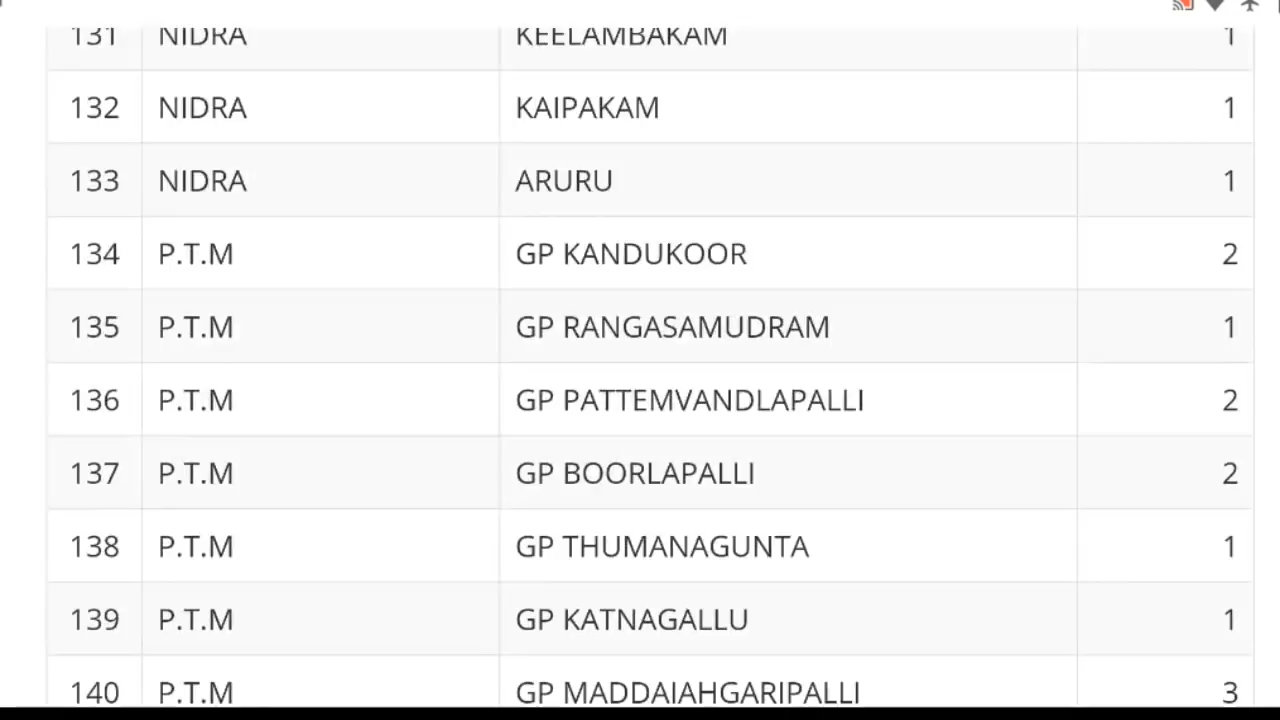 131 NIDRA KEELAMBAKAM 1
132 NIDRA KAIPAKAM 1
133 NIDRA ARURU 1
134 P.T.M GP KANDUKOOR 2
135 P.T.M GP RANGASAMUDRAM 1
136 P.T.M GP PATTEMVANDLAPALLI 2
137 P.T.M GP BOORLAPALLI 2
138 P.T.M GP THUMANAGUNTA 1
139 P.T.M GP KATNAGALLU 1
140 P.T.M GP MADDAIAHGARIPALLI 3